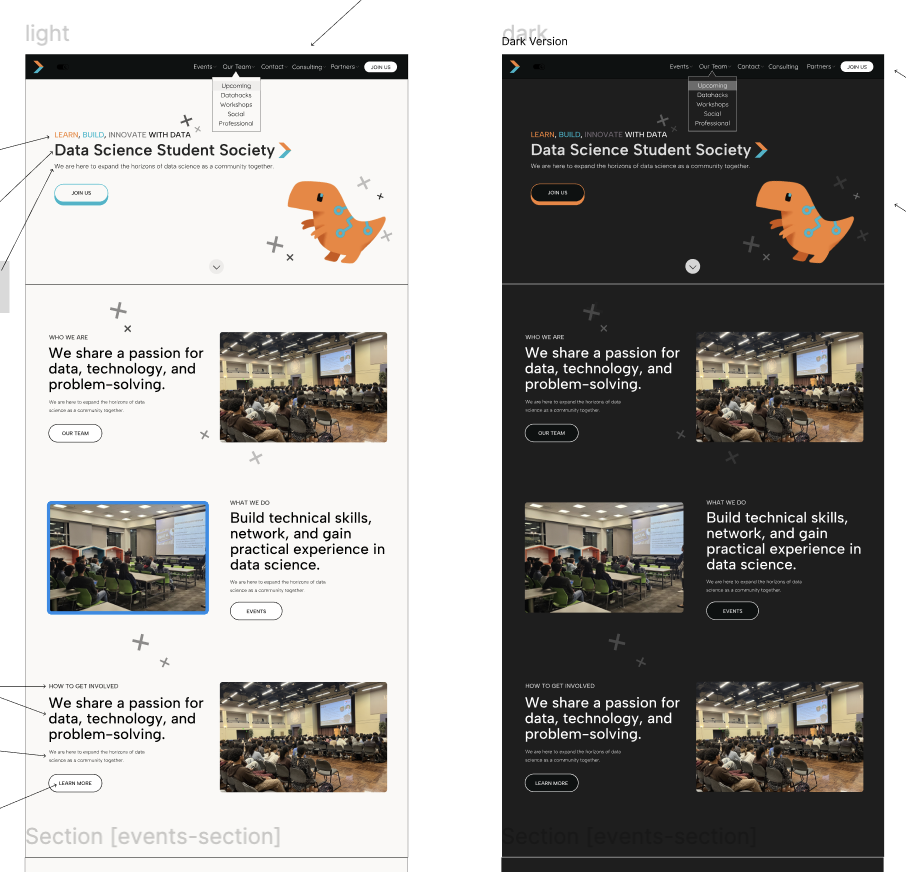 light
Events
Our Team
Contact
Consulting
Partners
JOIN US
Upcoming
Datahacks
Workshops
Social
Professional
LEARN, BUILD, INNOVATE WITH DATA
Data Science Student Society
We are here to expand the horizons of data science as a community together.
JOIN US
WHO WE ARE
We share a passion for
data, technology, and
problem-solving.
We are here to expand the horizons of data
science as a community together.
OUR TEAM
WHAT WE DO
Build technical skills,
network, and gain
practical experience in
data science.
We are here to expand the horizons of data
science as a community together.
EVENTS
HOW TO GET INVOLVED
We share a passion for
data, technology, and
problem-solving.
We are here to expand the horizons of data
science as a community together.
LEARN MORE
Section [events-section]
dark
Dark Version
Events
Our Team
Contact
Consulting
Partners
JOIN US
Upcoming
Datahacks
Workshops
Social
Professional
LEARN, BUILD, INNOVATE WITH DATA
Data Science Student Society
We are here to expand the horizons of data science as a community together.
JOIN US
WHO WE ARE
We share a passion for
data, technology, and
problem-solving.
We are here to expand the horizons of data
science as a community together.
OUR TEAM
WHAT WE DO
Build technical skills,
network, and gain
practical experience in
data science.
We are here to expand the horizons of data
science as a community together.
EVENTS
HOW TO GET INVOLVED
We share a passion for
data, technology, and
problem-solving.
We are here to expand the horizons of data
science as a community together.
LEARN MORE
Section [events-section]